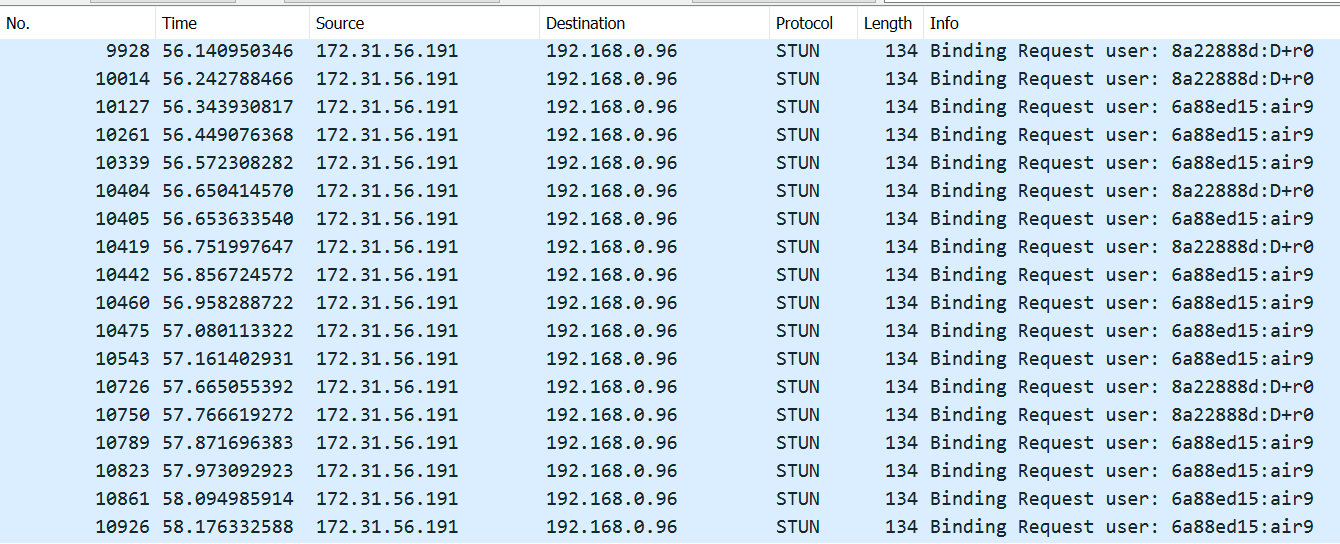 No. Time Source Destination Protocol Length Info
9928 56.140950346 172.31.56.191 192.168.0.96 STUN 134 Binding Request user: 8a22888d:D+r0
10014 56.242788466 172.31.56.191 192.168.0.96 STUN 134 Binding Request user: 8a22888d:D+r0
10127 56.343930817 172.31.56.191 192.168.0.96 STUN 134 Binding Request user: 6a88ed15:air9
10261 56.449076368 172.31.56.191 192.168.0.96 STUN 134 Binding Request user: 6a88ed15:air9
10339 56.572308282 172.31.56.191 192.168.0.96 STUN 134 Binding Request user: 6a88ed15:air9
10404 56.650414570 172.31.56.191 192.168.0.96 STUN 134 Binding Request user: 8a22888d:D+r0
10405 56.653633540 172.31.56.191 192.168.0.96 STUN 134 Binding Request user: 6a88ed15:air9
10419 56.751997647 172.31.56.191 192.168.0.96 STUN 134 Binding Request user: 8a22888d:D+r0
10442 56.856724572 172.31.56.191 192.168.0.96 STUN 134 Binding Request user: 6a88ed15:air9
10460 56.958288722 172.31.56.191 192.168.0.96 STUN 134 Binding Request user: 6a88ed15:air9
10475 57.080113322 172.31.56.191 192.168.0.96 STUN 134 Binding Request user: 6a88ed15:air9
10543 57.161402931 172.31.56.191 192.168.0.96 STUN 134 Binding Request user: 6a88ed15:air9
10726 57.665055392 172.31.56.191 192.168.0.96 STUN 134 Binding Request user: 8a22888d:D+r0
10750 57.766619272 172.31.56.191 192.168.0.96 STUN 134 Binding Request user: 8a22888d:D+r0
10789 57.871696383 172.31.56.191 192.168.0.96 STUN 134 Binding Request user: 6a88ed15:air9
10823 57.973092923 172.31.56.191 192.168.0.96 STUN 134 Binding Request user: 6a88ed15:air9
10861 58.094985914 172.31.56.191 192.168.0.96 STUN 134 Binding Request user: 6a88ed15:air9
10926 58.176332588 172.31.56.191 192.168.0.96 STUN 134 Binding Request user: 6a88ed15:air9